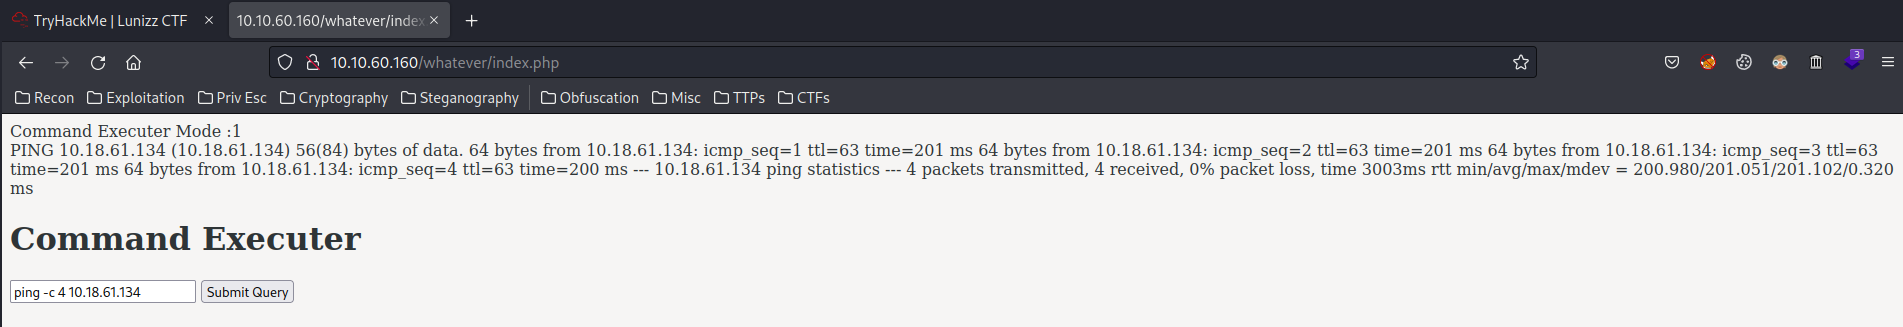 TryHackMe | Lunizz CTF
10.10.60.160/whatever/index
10.10.60.160/whatever/index.php
3
Recon Exploitation Priv Esc Cryptography Steganography Obfuscation Misc TTPs CTFs
Command Executer Mode :1
PING 10.18.61.134 (10.18.61.134) 56(84) bytes of data. 64 bytes from 10.18.61.134: icmp_seq=1 ttl=63 time=201 ms 64 bytes from 10.18.61.134: icmp_seq=2 ttl=63 time=201 ms 64 bytes from 10.18.61.134: icmp_seq=3 ttl=63
time=201 ms 64 bytes from 10.18.61.134: icmp_seq=4 ttl=63 time=200 ms --- 10.18.61.134 ping statistics --- 4 packets transmitted, 4 received, 0% packet loss, time 3003ms rtt min/avg/max/mdev = 200.980/201.051/201.102/0.320
ms
Command Executer
ping -c 4 10.18.61.134 Submit Query